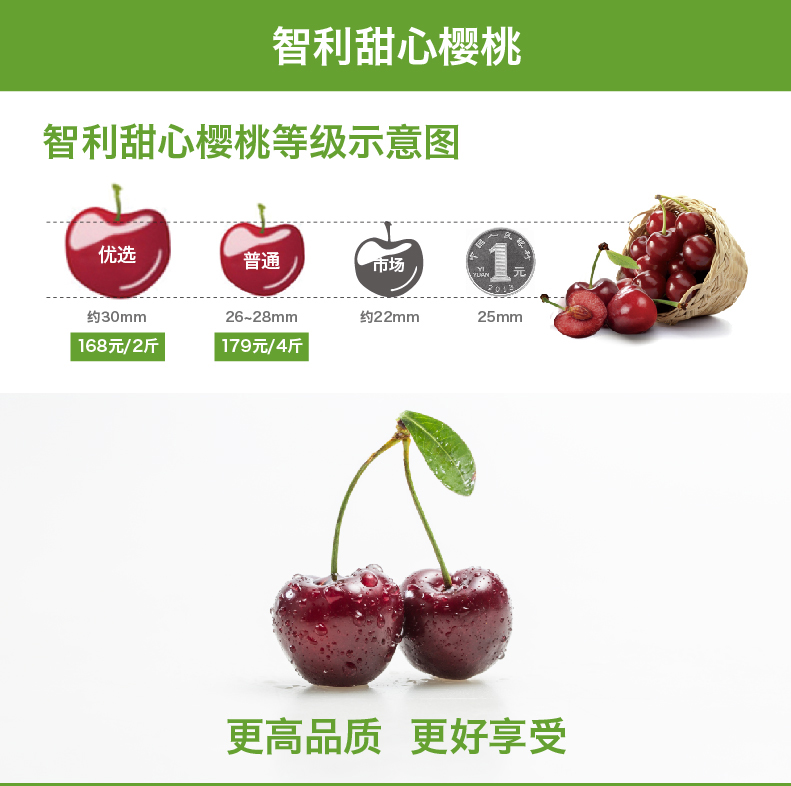 智利甜心樱桃
智利甜心樱桃等级示意图
优选
普通
市场
中国人民银行
YI
YUAN
1
元
2013
约30mm
26~28mm
约22mm
25mm
168元/2斤
179元/4斤
更高品质 更好享受